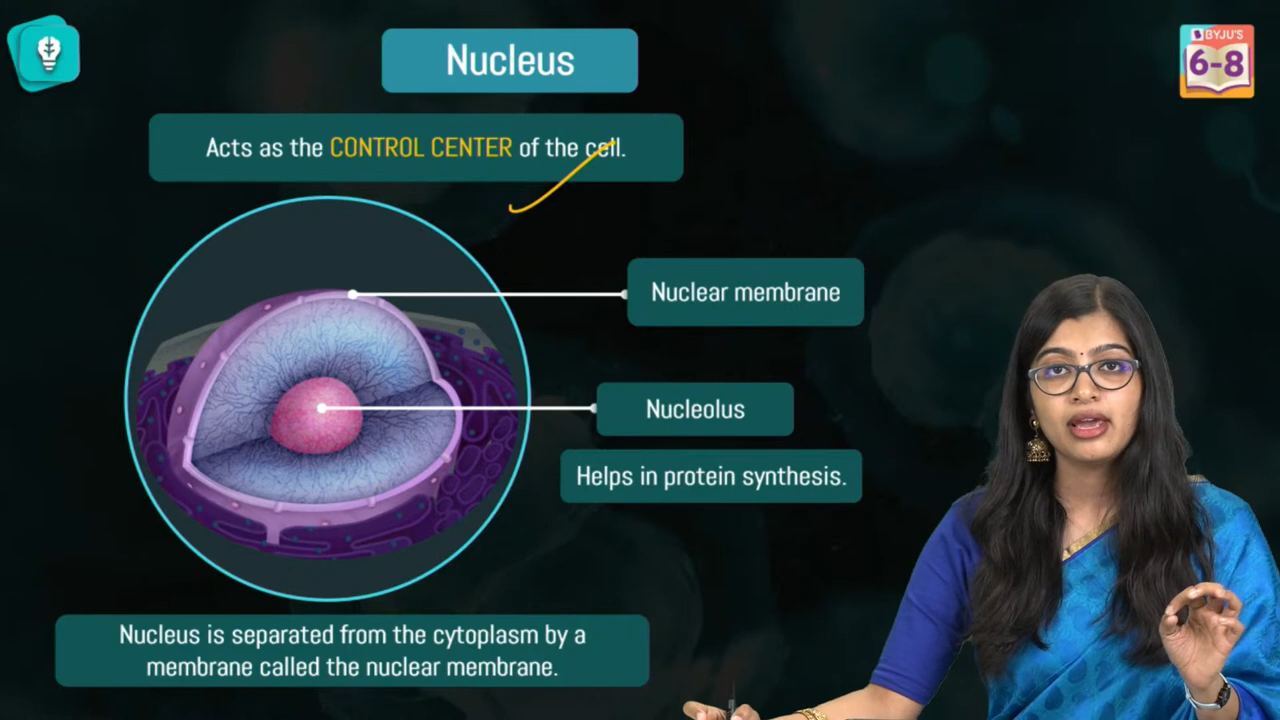 Nucleus
BYJU'S
6-8
Acts as the CONTROL CENTER of the cell.
Nuclear membrane
Nucleolus
Helps in protein synthesis.
Nucleus is separated from the cytoplasm by a
membrane called the nuclear membrane.